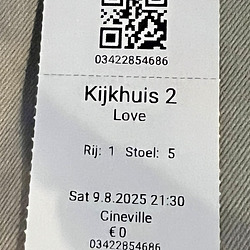 03422854686
Kijkhuis 2
Love
Rij: 1 Stoel: 5
Sat 9.8.2025 21:30
Cineville
€ 0
03422854686